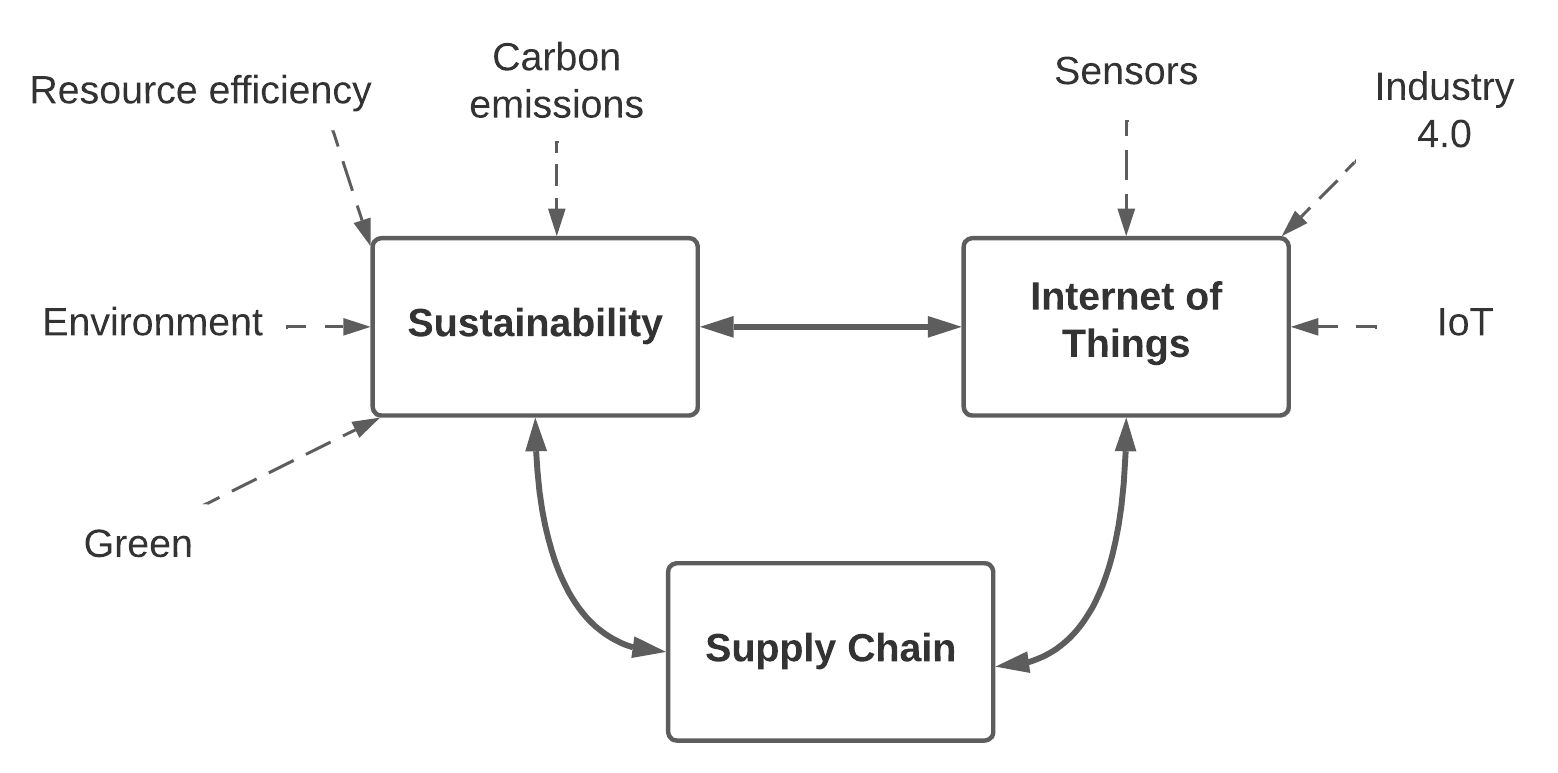 Resource efficiency
Carbon
emissions
Sensors
Industry
4.0
Environment
Sustainability
Internet of
Things
IoT
Green
Supply Chain